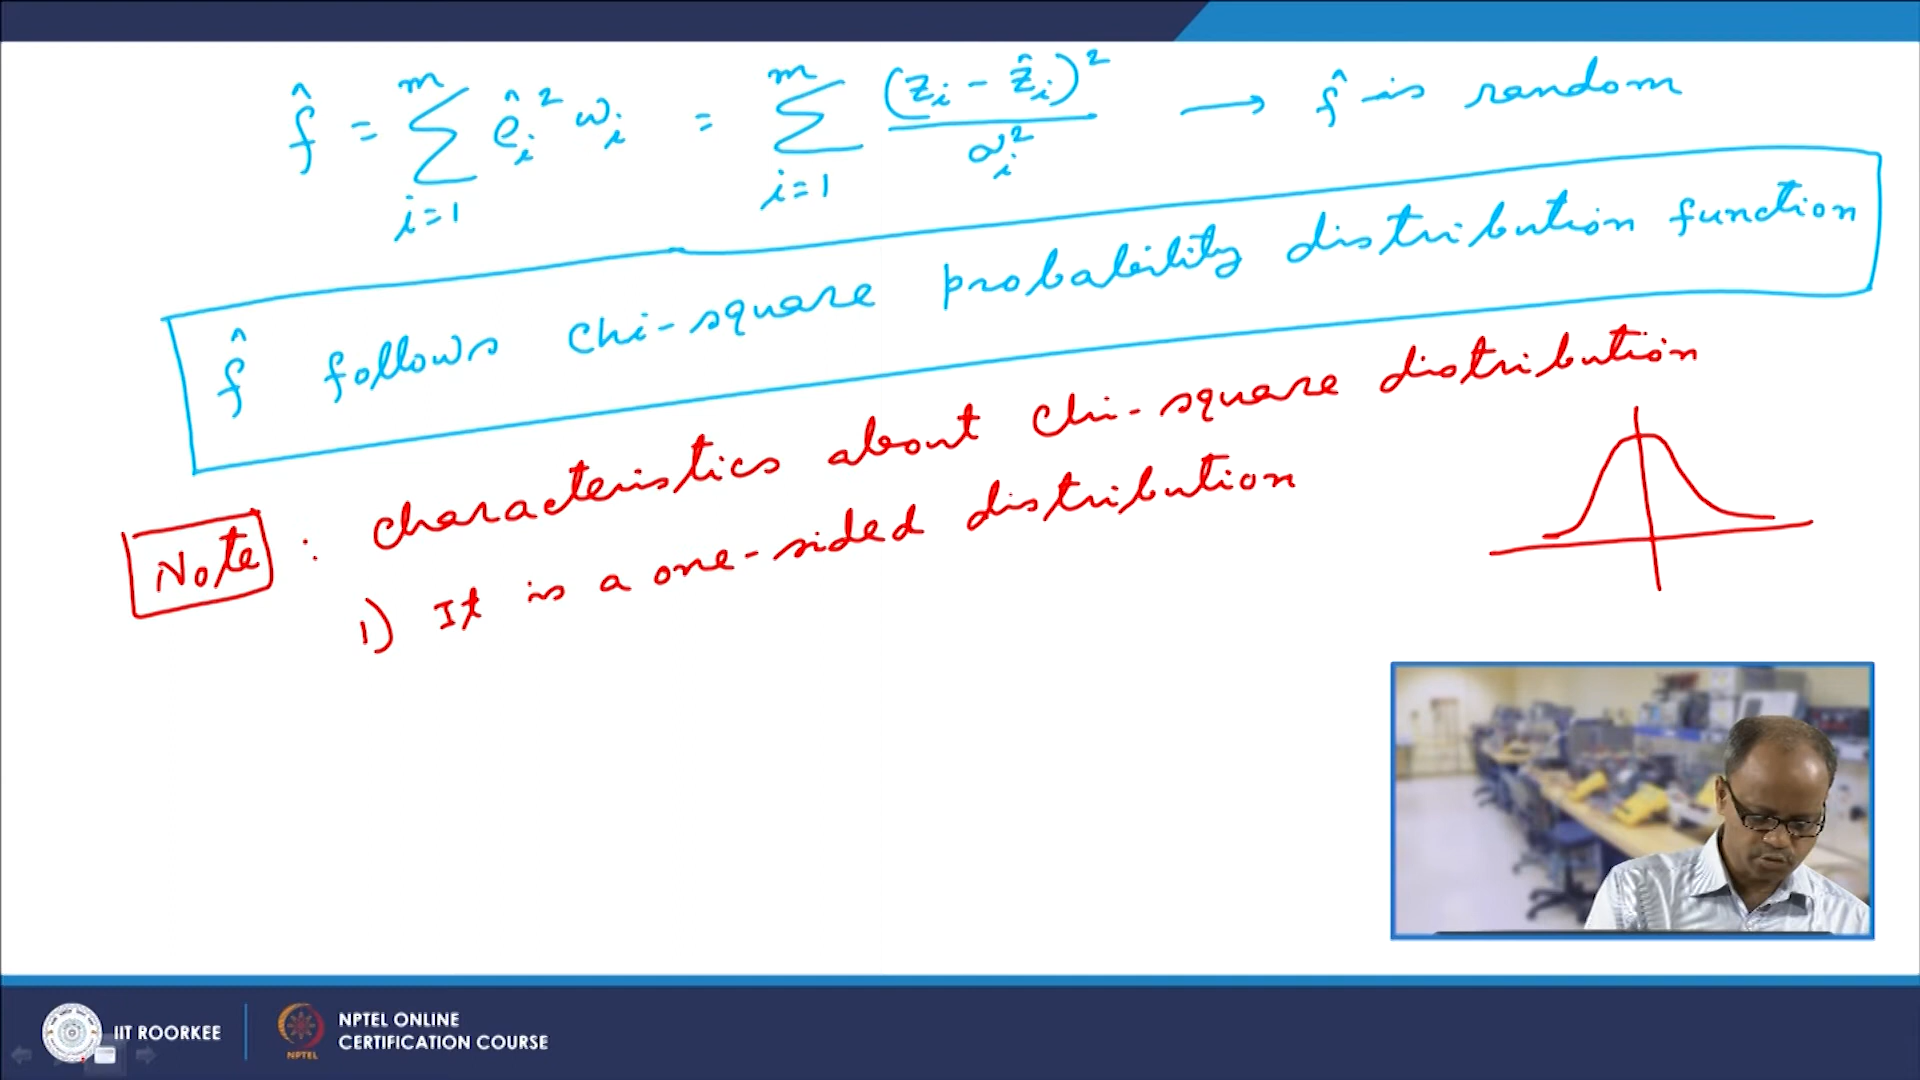 f̂ = Σ_{i=1}^{m} ê_i² w_i = Σ_{i=1}^{m} (z_i - ẑ_i)² / σ_i² → f̂ is random
f̂ follows chi-square probability distribution function
Note : characteristics about chi-square distribution
1) It is a one-sided distribution
IIT ROORKEE
NPTEL
NPTEL ONLINE
CERTIFICATION COURSE